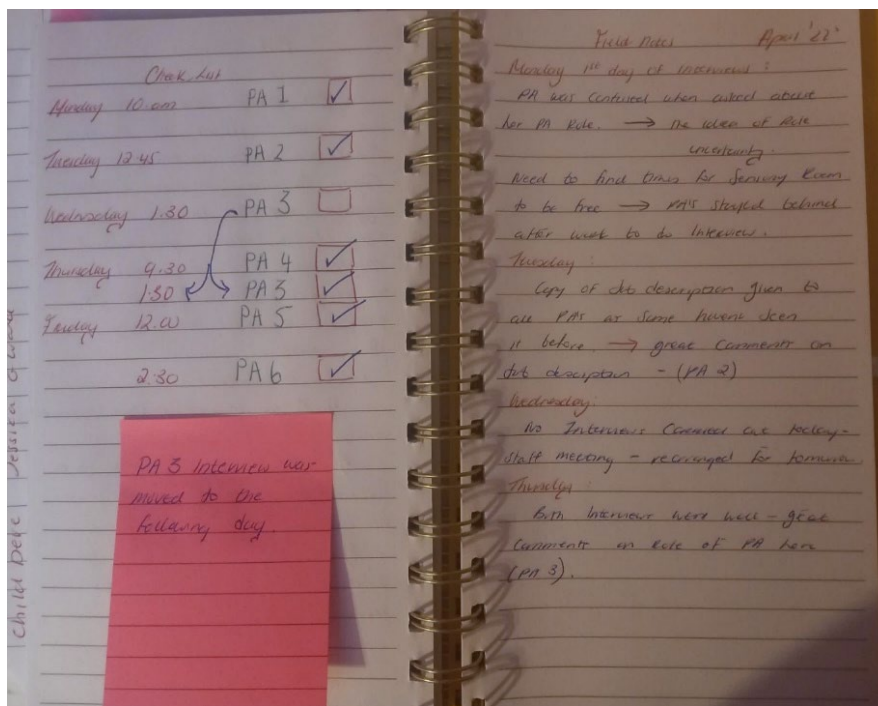 Check List
Monday 10.am PA 1
Tuesday 12.45 PA 2
Wednesday 1.30 PA 3
Thursday 9.30 PA 4
1:30 PA 3
Friday 12.00 PA 5
2:30 PA 6
PA 3 Interview was
moved to the
following day.
Field Notes April '22'
Monday 1st day of interviews :
PA was confused when asked about
her PA Role. → The idea of Role
uncertainty.
Need to find times for Sensory Room
to be free → PA's stayed behind
after work to do Interview.
Tuesday :
Copy of Job description given to
all PAs as some havent seen
it before. → great comments on
Job description - (PA 2)
Wednesday:
No Interviews Carried out today-
Staff meeting - rearranged for tomorrow
Thursday :
Both Interviews went well - great
Comments on Role of PA here
(PA 3).